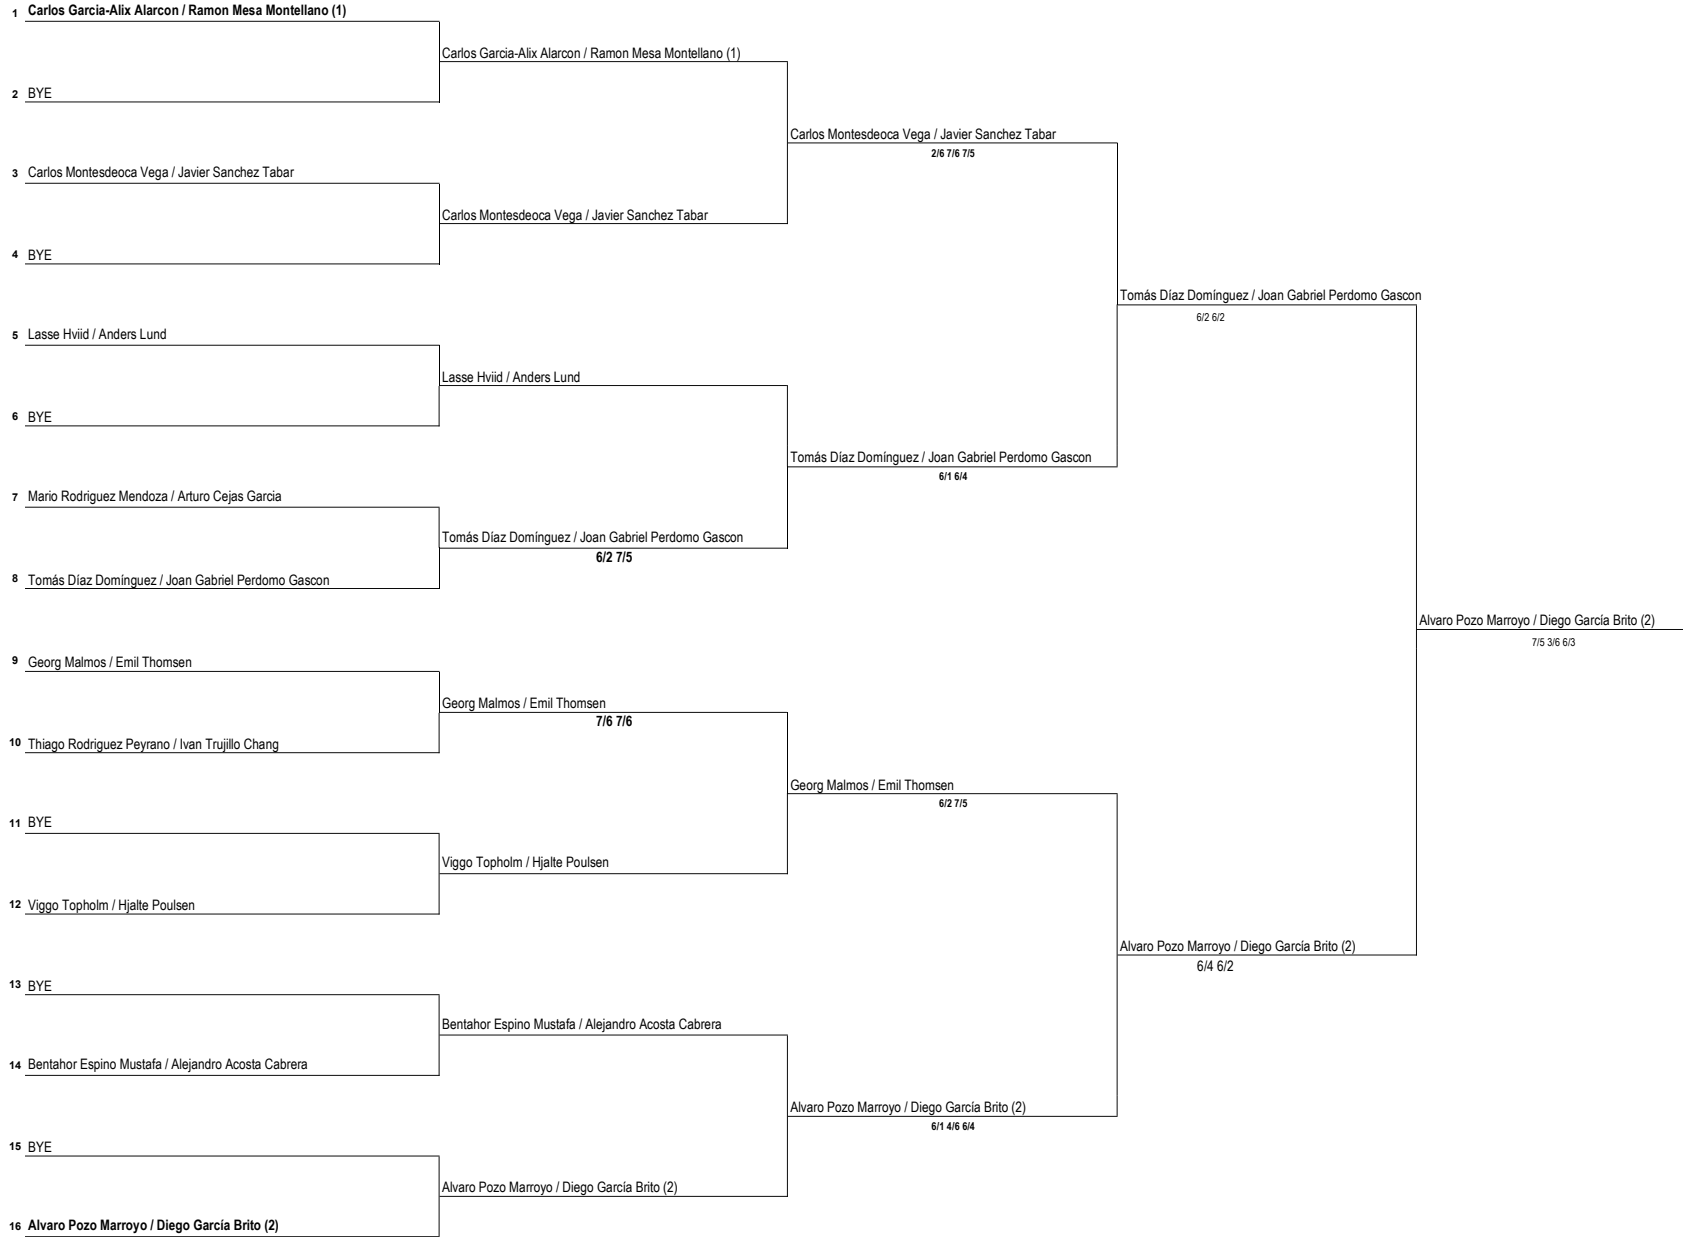 1 Carlos Garcia-Alix Alarcon / Ramon Mesa Montellano (1)
Carlos Garcia-Alix Alarcon / Ramon Mesa Montellano (1)
2 BYE
Carlos Montesdeoca Vega / Javier Sanchez Tabar
2/6 7/6 7/5
3 Carlos Montesdeoca Vega / Javier Sanchez Tabar
Carlos Montesdeoca Vega / Javier Sanchez Tabar
4 BYE
Tomás Díaz Domínguez / Joan Gabriel Perdomo Gascon
6/2 6/2
5 Lasse Hviid / Anders Lund
Lasse Hviid / Anders Lund
6 BYE
Tomás Díaz Domínguez / Joan Gabriel Perdomo Gascon
6/1 6/4
7 Mario Rodriguez Mendoza / Arturo Cejas Garcia
Tomás Díaz Domínguez / Joan Gabriel Perdomo Gascon
6/2 7/5
8 Tomás Díaz Domínguez / Joan Gabriel Perdomo Gascon
Alvaro Pozo Marroyo / Diego García Brito (2)
7/5 3/6 6/3
9 Georg Malmos / Emil Thomsen
Georg Malmos / Emil Thomsen
7/6 7/6
10 Thiago Rodriguez Peyrano / Ivan Trujillo Chang
Georg Malmos / Emil Thomsen
6/2 7/5
11 BYE
Viggo Topholm / Hjalte Poulsen
12 Viggo Topholm / Hjalte Poulsen
Alvaro Pozo Marroyo / Diego García Brito (2)
6/4 6/2
13 BYE
Bentahor Espino Mustafa / Alejandro Acosta Cabrera
14 Bentahor Espino Mustafa / Alejandro Acosta Cabrera
Alvaro Pozo Marroyo / Diego García Brito (2)
6/1 4/6 6/4
15 BYE
Alvaro Pozo Marroyo / Diego García Brito (2)
16 Alvaro Pozo Marroyo / Diego García Brito (2)